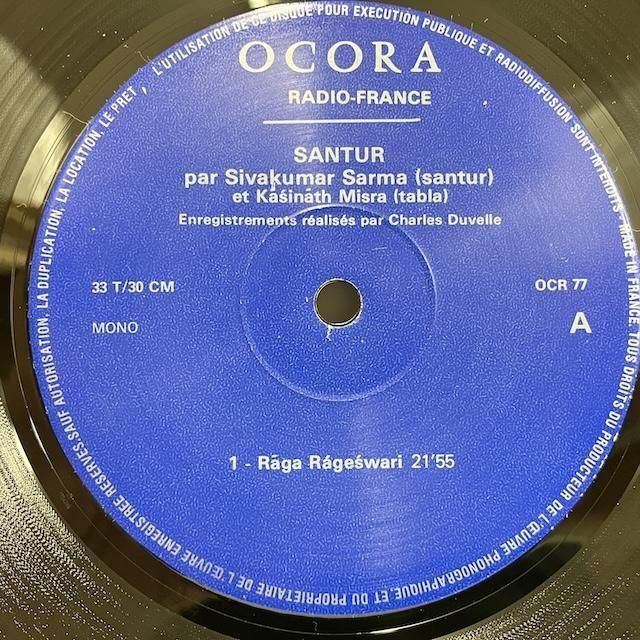 OCORA
RADIO-FRANCE
SANTUR
par Sivaḳumar Sarma (santur)
et Kāśināth Misra (tabla)
Enregistrements réalisés par Charles Duvelle
33 T/30 CM
OCR 77
MONO
A
1 - Rāga Rágeśwari 21'55
MADE IN FRANCE. TOUS DROITS DU PRODUCTEUR DE L'ŒUVRE PHONOGRAPHIQUE ET DU PROPRIETAIRE DE L'ŒUVRE ENREGISTREE RESERVES. SAUF AUTORISATION, LA DUPLICATION, LA LOCATION, LE PRET, L'UTILISATION DE CE DISQUE POUR EXECUTION PUBLIQUE ET RADIODIFFUSION SONT INTERDITS -